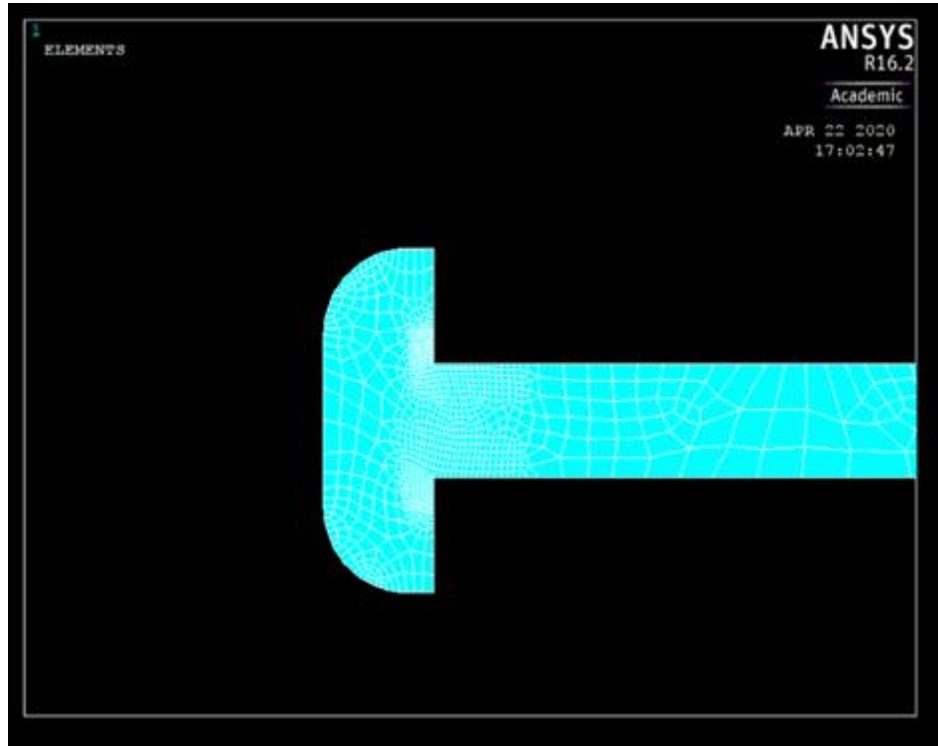 1
ELEMENTS
ANSYS
R16.2
Academic
APR 22 2020
17:02:47